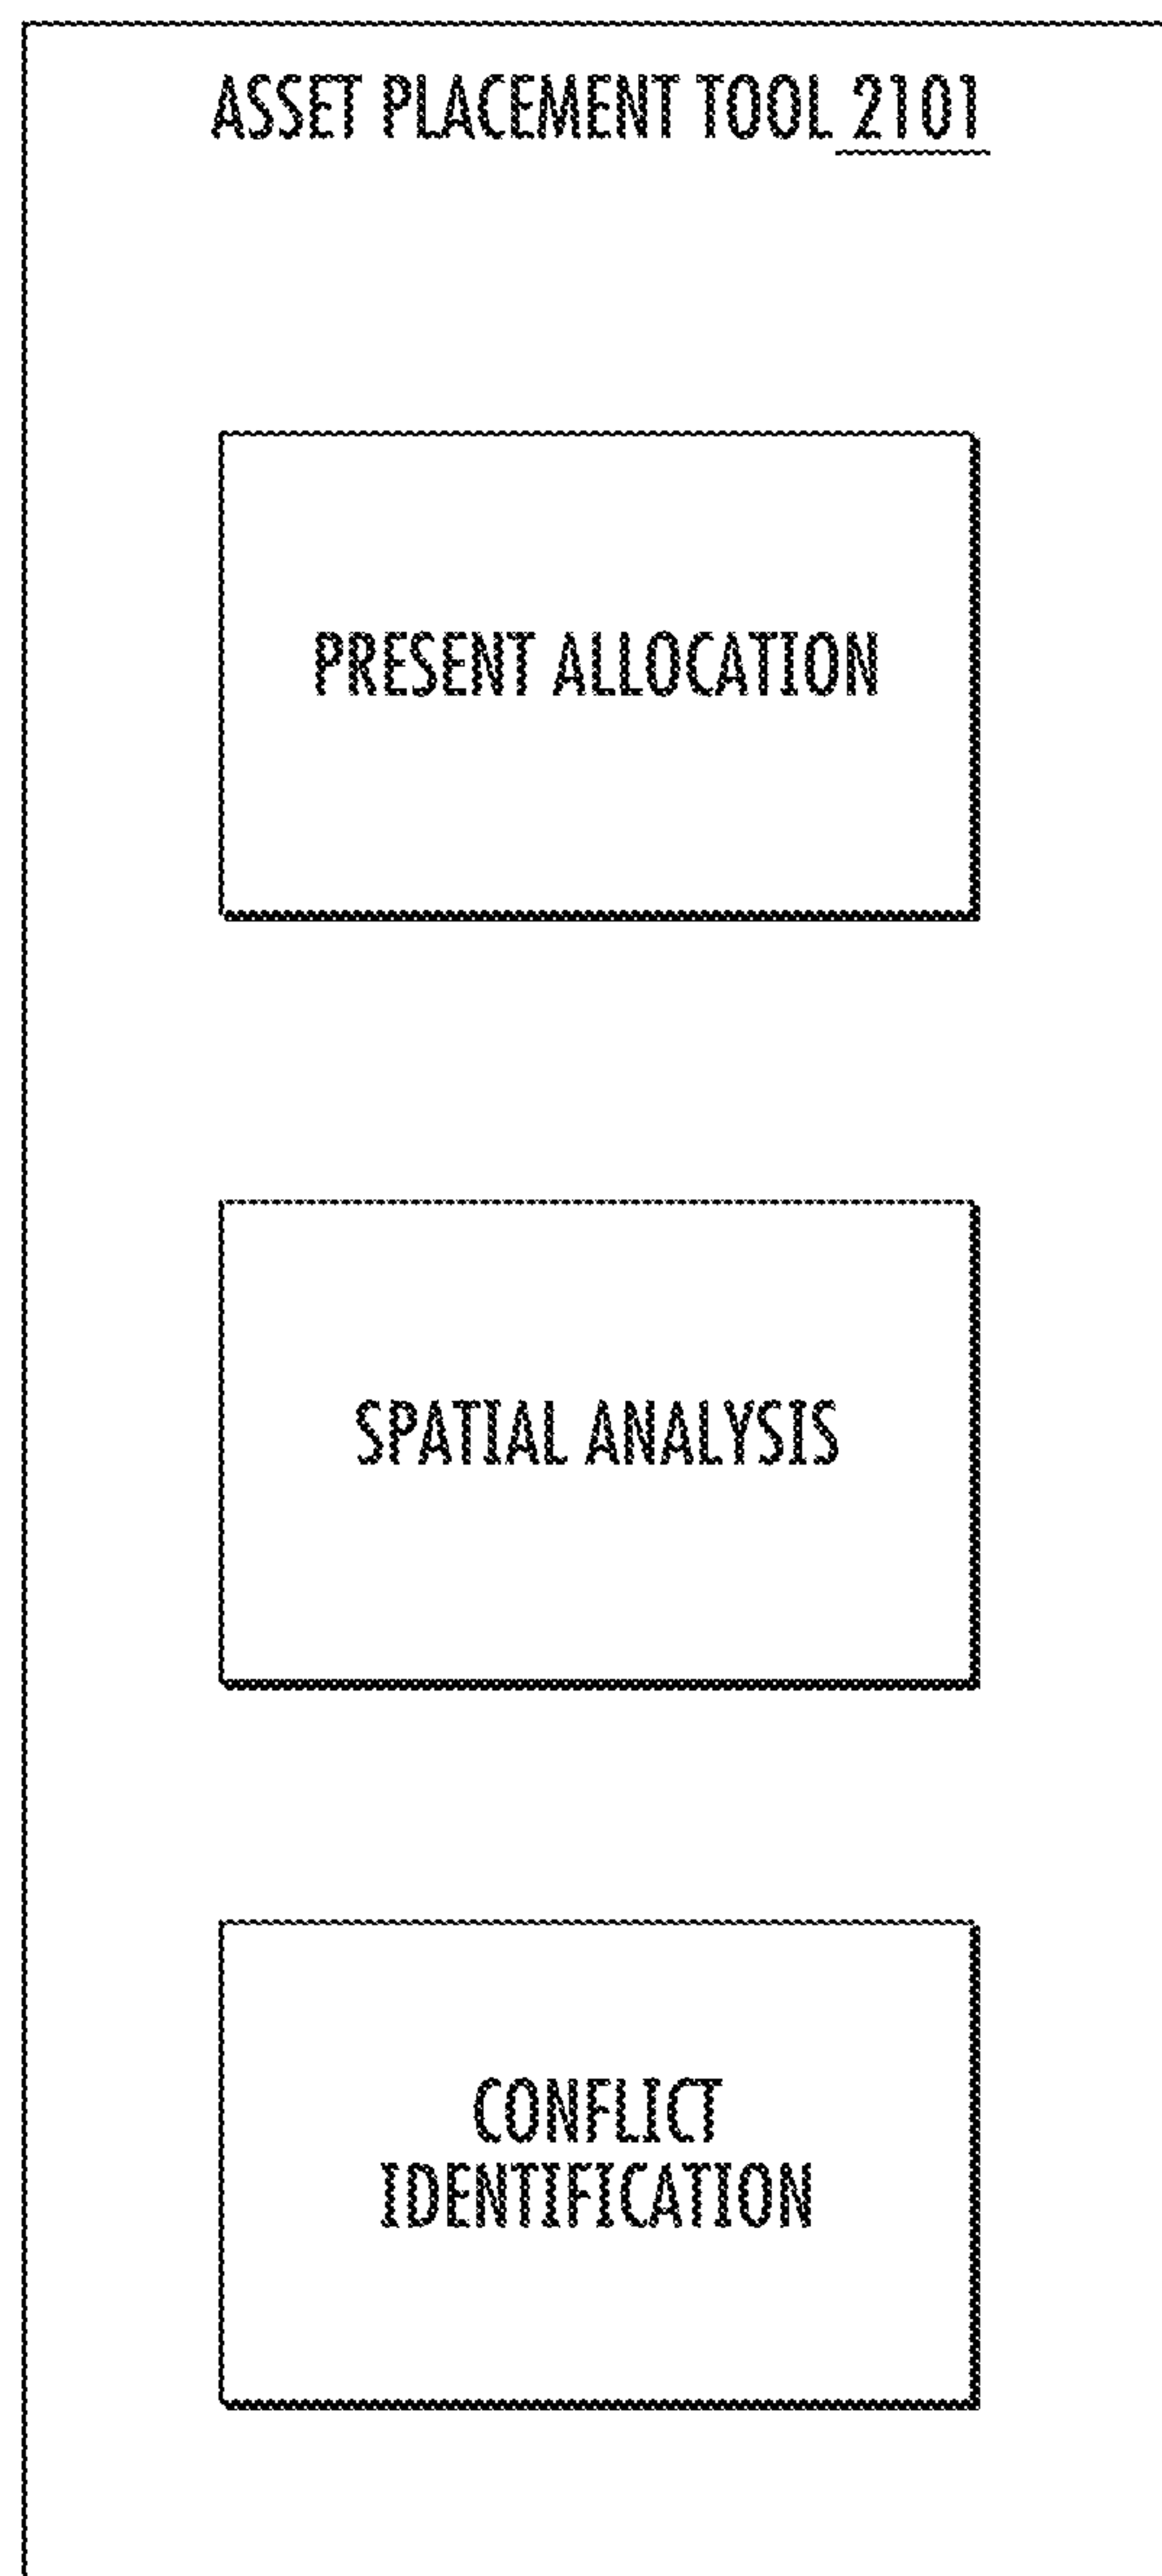 ASSET PLACEMENT TOOL 2101
PRESENT ALLOCATION
SPATIAL ANALYSIS
CONFLICT
IDENTIFICATION